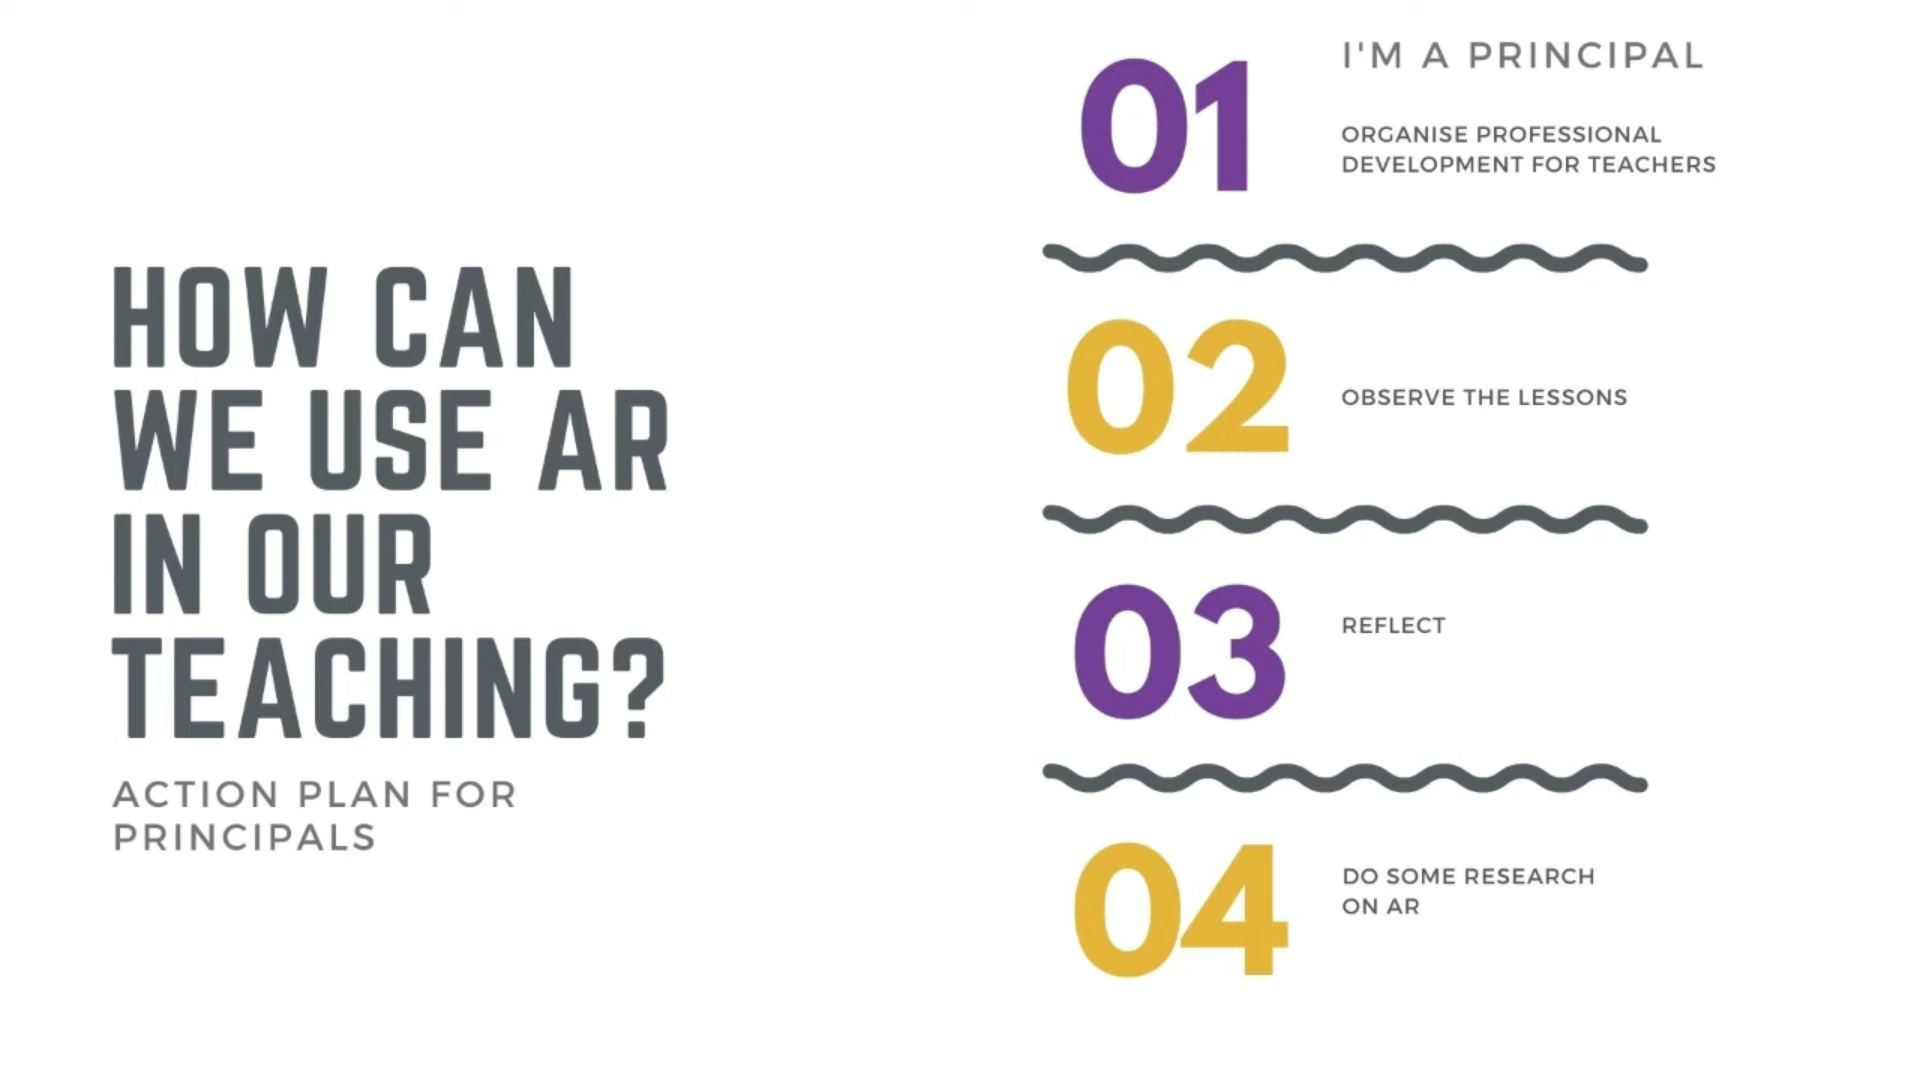 HOW CAN
WE USE AR
IN OUR
TEACHING?
ACTION PLAN FOR
PRINCIPALS
01
I'M A PRINCIPAL
ORGANISE PROFESSIONAL
DEVELOPMENT FOR TEACHERS
02
OBSERVE THE LESSONS
03
REFLECT
04
DO SOME RESEARCH
ON AR